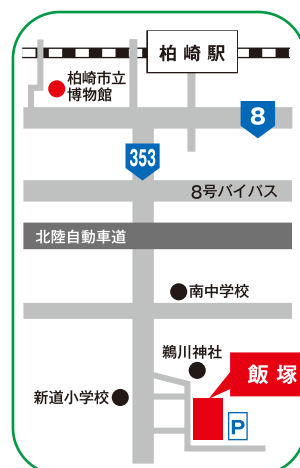 柏崎駅
柏崎市立
博物館
8
353
8号バイパス
北陸自動車道
南中学校
鵜川神社
飯塚
新道小学校
P